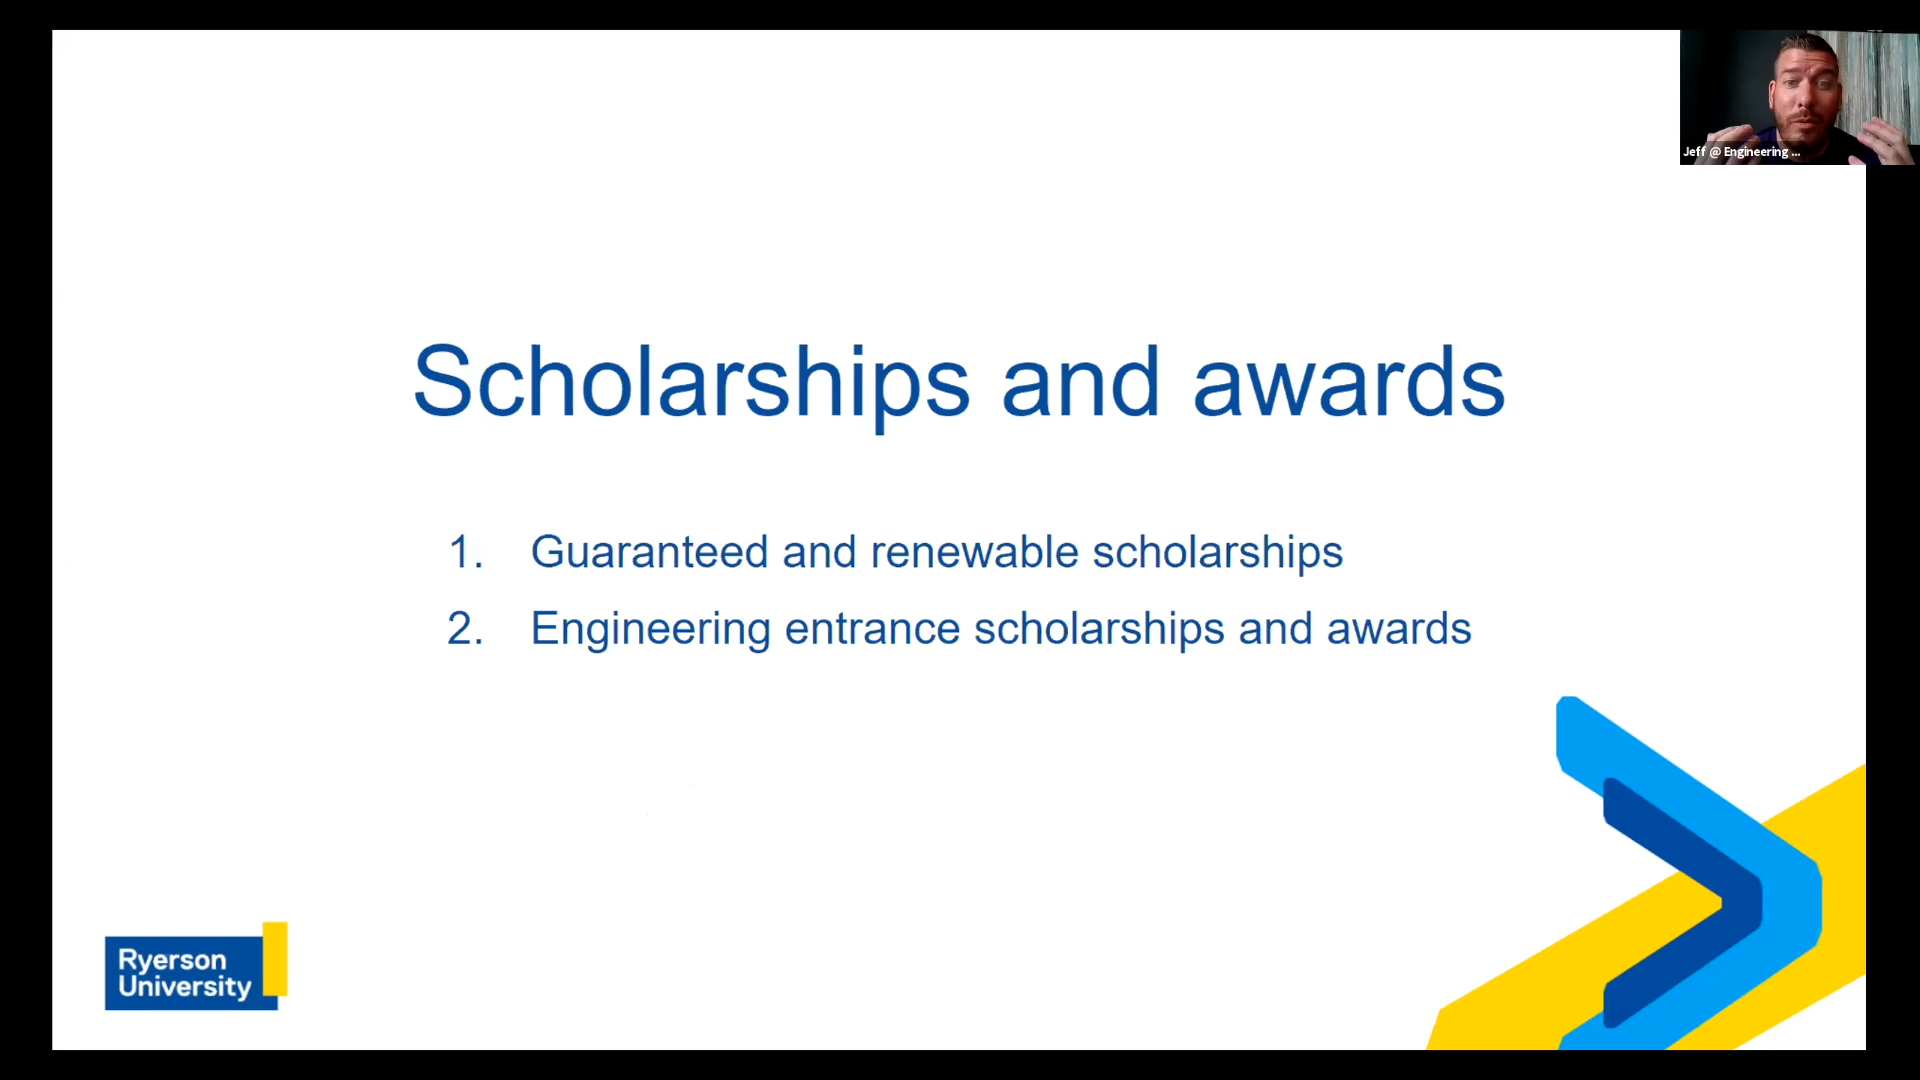 Jeff @ Engineering ...
Scholarships and awards
1. Guaranteed and renewable scholarships
2. Engineering entrance scholarships and awards
Ryerson
University